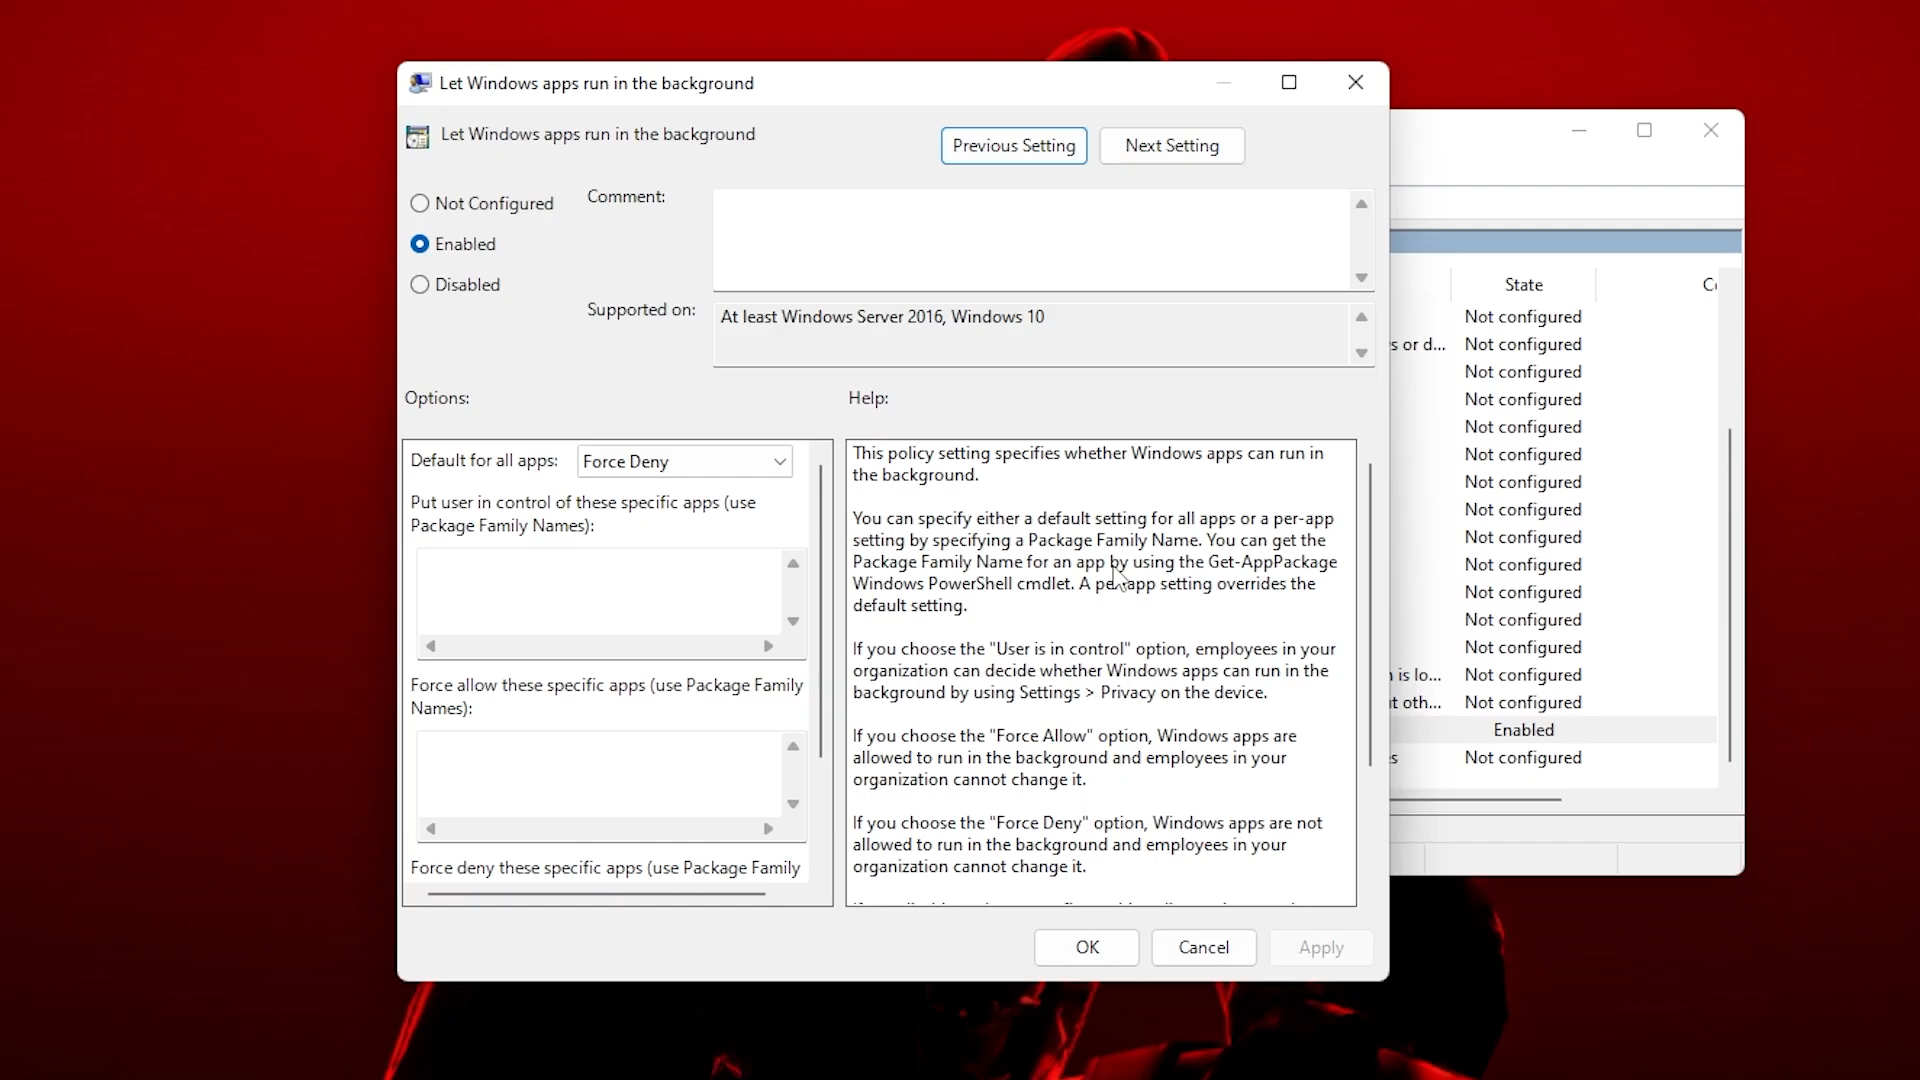 Let Windows apps run in the background
Let Windows apps run in the background
Previous Setting
Next Setting
Not Configured
Enabled
Disabled
Comment:
Supported on:
At least Windows Server 2016, Windows 10
Options:
Help:
Default for all apps:
Force Deny
Put user in control of these specific apps (use
Package Family Names):
Force allow these specific apps (use Package Family
Names):
Force deny these specific apps (use Package Family
This policy setting specifies whether Windows apps can run in
the background.
You can specify either a default setting for all apps or a per-app
setting by specifying a Package Family Name. You can get the
Package Family Name for an app by using the Get-AppPackage
Windows PowerShell cmdlet. A per-app setting overrides the
default setting.
If you choose the "User is in control" option, employees in your
organization can decide whether Windows apps can run in the
background by using Settings > Privacy on the device.
If you choose the "Force Allow" option, Windows apps are
allowed to run in the background and employees in your
organization cannot change it.
If you choose the "Force Deny" option, Windows apps are not
allowed to run in the background and employees in your
organization cannot change it.
OK
Cancel
Apply
State
Not configured
s or d... Not configured
Not configured
Not configured
Not configured
Not configured
Not configured
Not configured
Not configured
Not configured
Not configured
Not configured
Not configured
is lo... Not configured
t oth... Not configured
Enabled
s Not configured